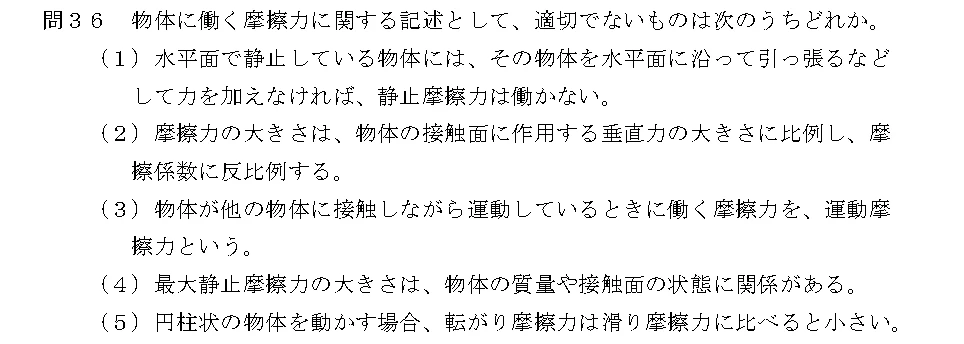 問３６　物体に働く摩擦力に関する記述として、適切でないものは次のうちどれか。
（１）水平面で静止している物体には、その物体を水平面に沿って引っ張るなど
して力を加えなければ、静止摩擦力は働かない。
（２）摩擦力の大きさは、物体の接触面に作用する垂直力の大きさに比例し、摩
擦係数に反比例する。
（３）物体が他の物体に接触しながら運動しているときに働く摩擦力を、運動摩
擦力という。
（４）最大静止摩擦力の大きさは、物体の質量や接触面の状態に関係がある。
（５）円柱状の物体を動かす場合、転がり摩擦力は滑り摩擦力に比べると小さい。